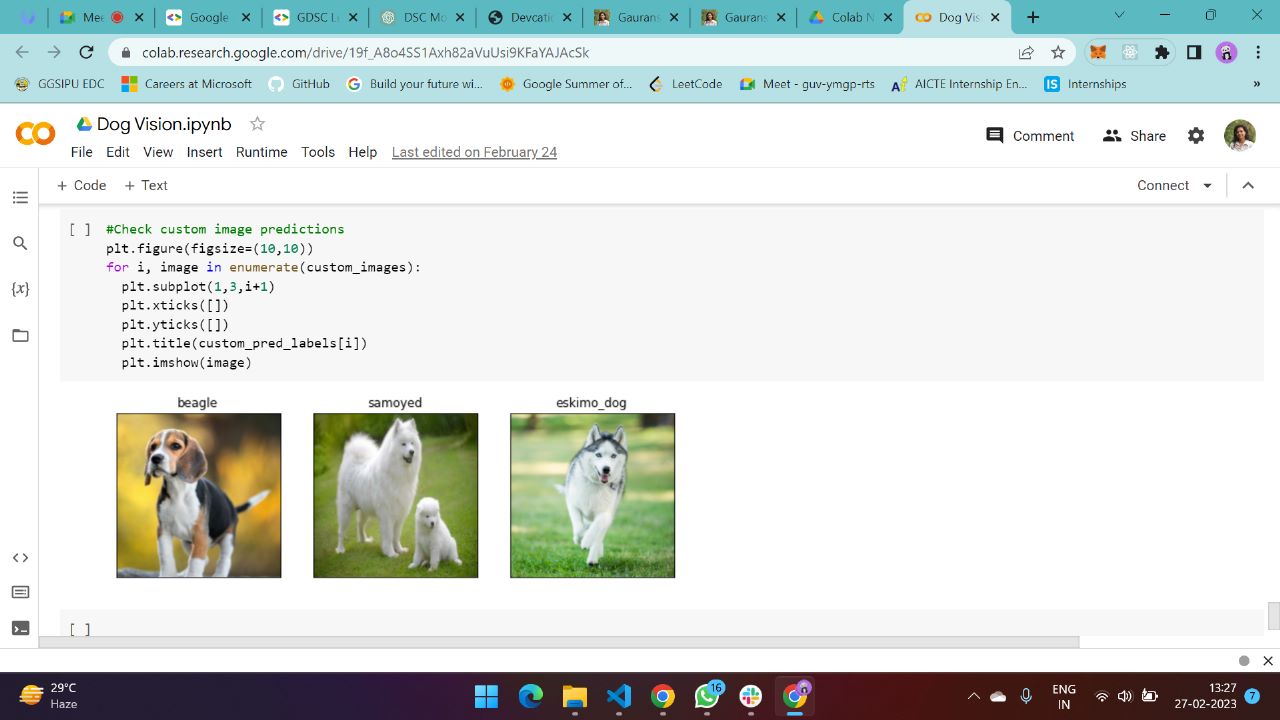 Mee
Google
GDSC L
DSC Mo
Devcati
Gaurans
Gaurans
Colab N
Dog Vis
colab.research.google.com/drive/19f_A8o4SS1Axh82aVuUsi9KFaYAJAcSk
GGSIPU EDC
Careers at Microsoft
GitHub
Build your future wi...
Google Summer of...
LeetCode
Meet - guv-ymgp-rts
AICTE Internship En...
IS Internships
»
Dog Vision.ipynb
Comment
Share
File Edit View Insert Runtime Tools Help Last edited on February 24
+ Code + Text
Connect
[ ] #Check custom image predictions
plt.figure(figsize=(10,10))
for i, image in enumerate(custom_images):
plt.subplot(1,3,i+1)
plt.xticks([])
plt.yticks([])
plt.title(custom_pred_labels[i])
plt.imshow(image)
{x}
beagle samoyed eskimo_dog
[ ]
29°C
Haze
16
ENG
IN
13:27
27-02-2023
7